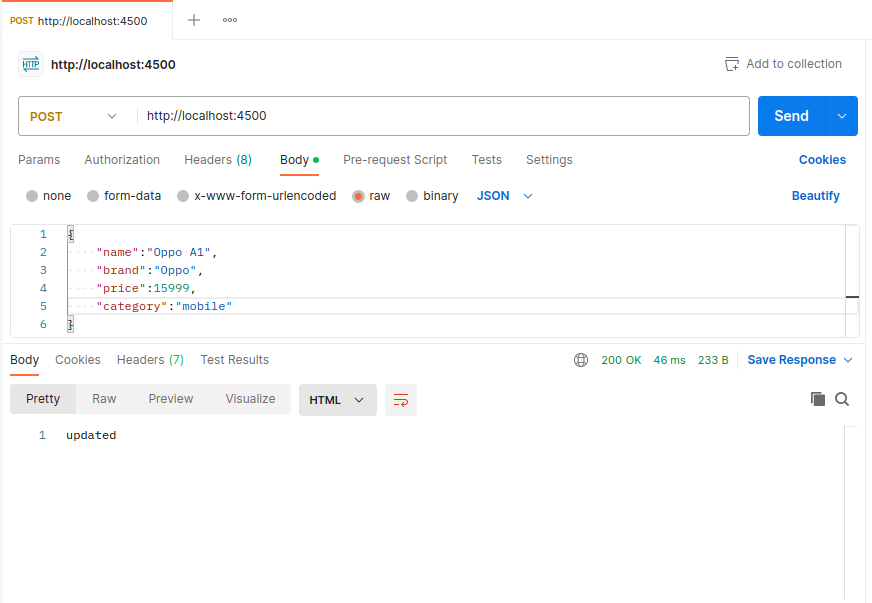 POST http://localhost:4500
HTTP http://localhost:4500 Add to collection
POST http://localhost:4500 Send
Params Authorization Headers (8) Body Pre-request Script Tests Settings Cookies
none form-data x-www-form-urlencoded raw binary JSON Beautify
1 {
2 "name":"Oppo A1",
3 "brand":"Oppo",
4 "price":15999,
5 "category":"mobile"
6 }
Body Cookies Headers (7) Test Results 200 OK 46 ms 233 B Save Response
Pretty Raw Preview Visualize HTML
1 updated